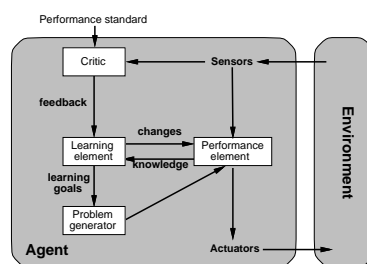 Performance standard
Critic
Sensors
feedback
changes
Learning
element
Performance
element
knowledge
learning
goals
Problem
generator
Agent
Actuators
Environment